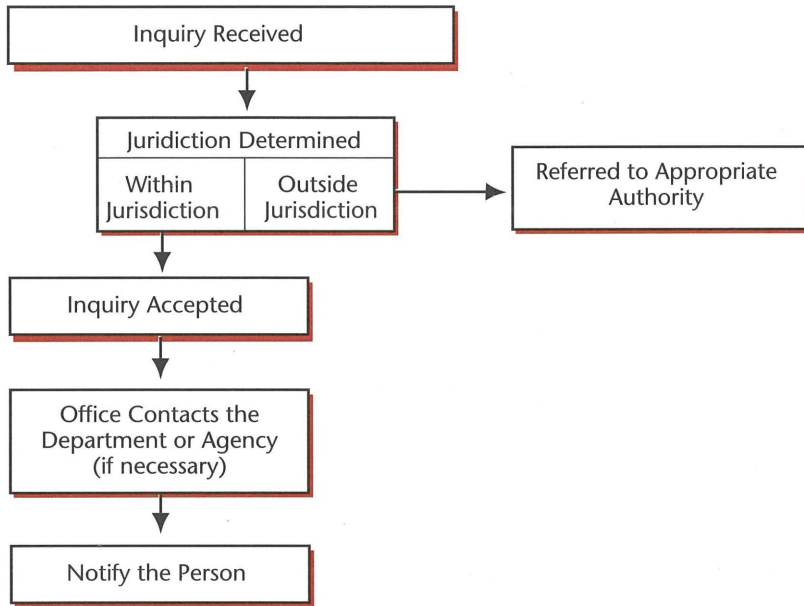 Inquiry Received
Juridiction Determined
Within
Jurisdiction
Outside
Jurisdiction
Referred to Appropriate
Authority
Inquiry Accepted
Office Contacts the
Department or Agency
(if necessary)
Notify the Person